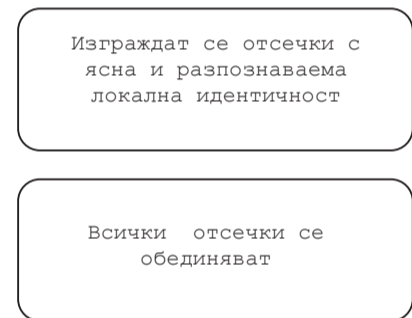 Изграждат се отсечки с
ясна и разпознаваема
локална идентичност
Всички  отсечки се
обединяват